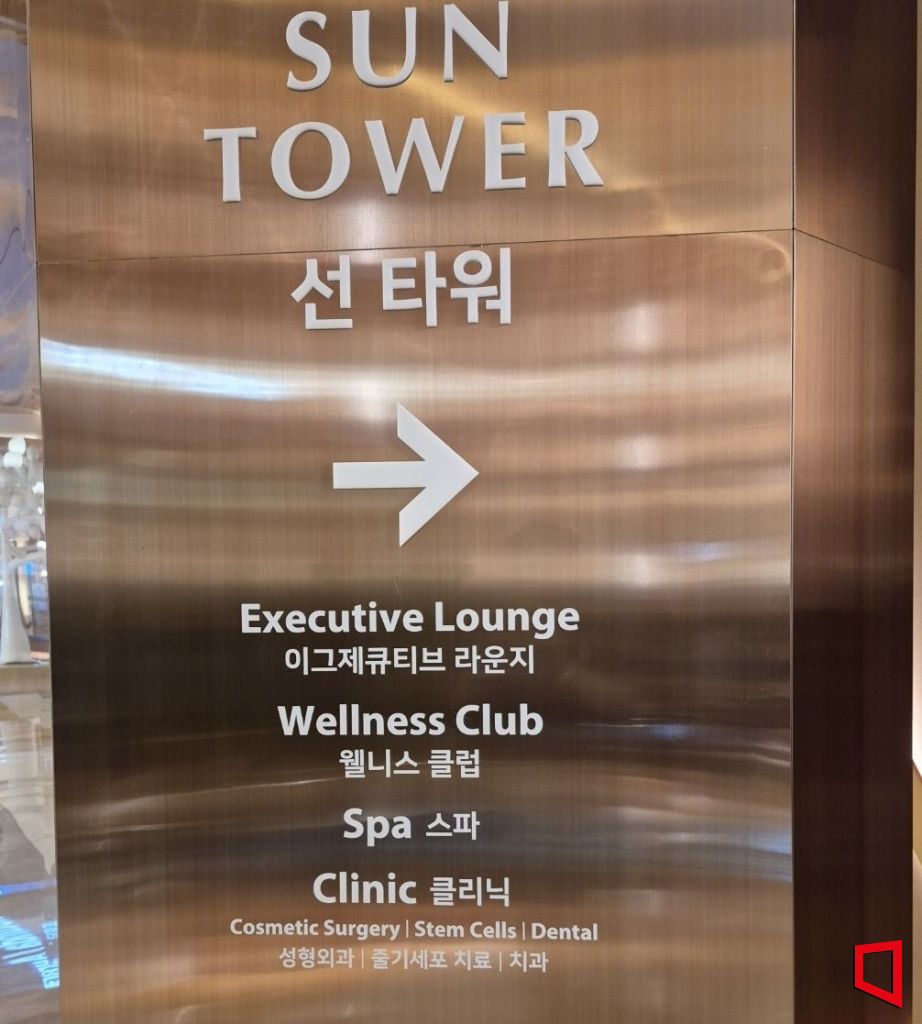 SUN
TOWER
선 타워
Executive Lounge
이그제큐티브 라운지
Wellness Club
웰니스 클럽
Spa 스파
Clinic 클리닉
Cosmetic Surgery | Stem Cells | Dental
성형외과 | 줄기세포 치료 | 치과